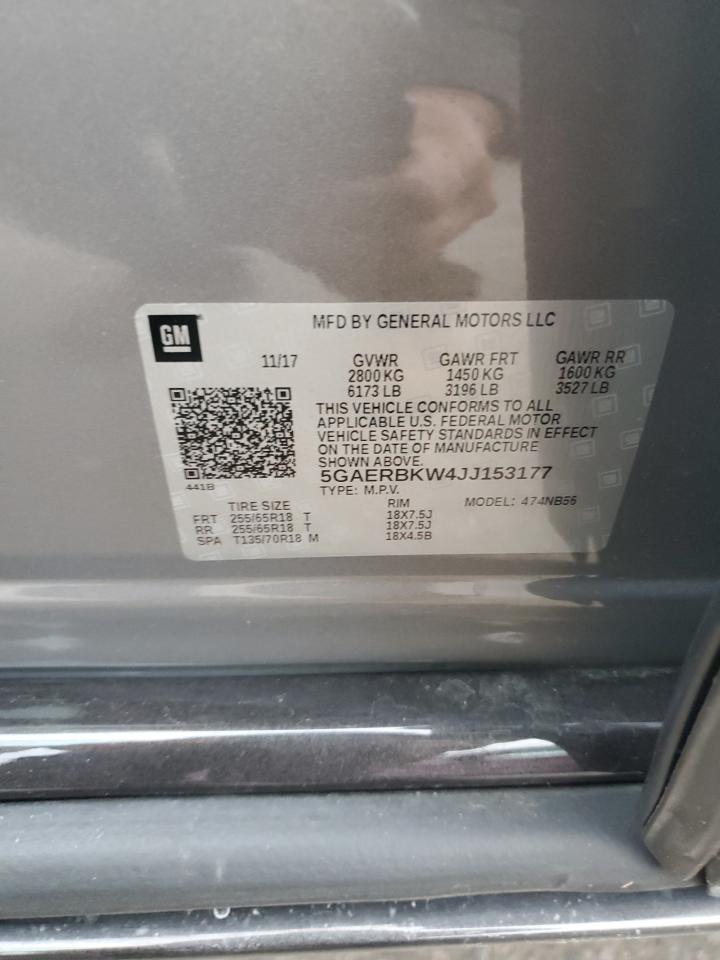 GM
MFD BY GENERAL MOTORS LLC
11/17 GVWR GAWR FRT GAWR RR
2800 KG 1450 KG 1600 KG
6173 LB 3196 LB 3527 LB
THIS VEHICLE CONFORMS TO ALL
APPLICABLE U.S. FEDERAL MOTOR
VEHICLE SAFETY STANDARDS IN EFFECT
ON THE DATE OF MANUFACTURE
SHOWN ABOVE.
5GAERBKW4JJ153177
441B
TYPE: M.P.V. MODEL: 474NB56
TIRE SIZE RIM
FRT 255/65R18 T 18X7.5J
RR 255/65R18 T 18X7.5J
SPA T135/70R18 M 18X4.5B